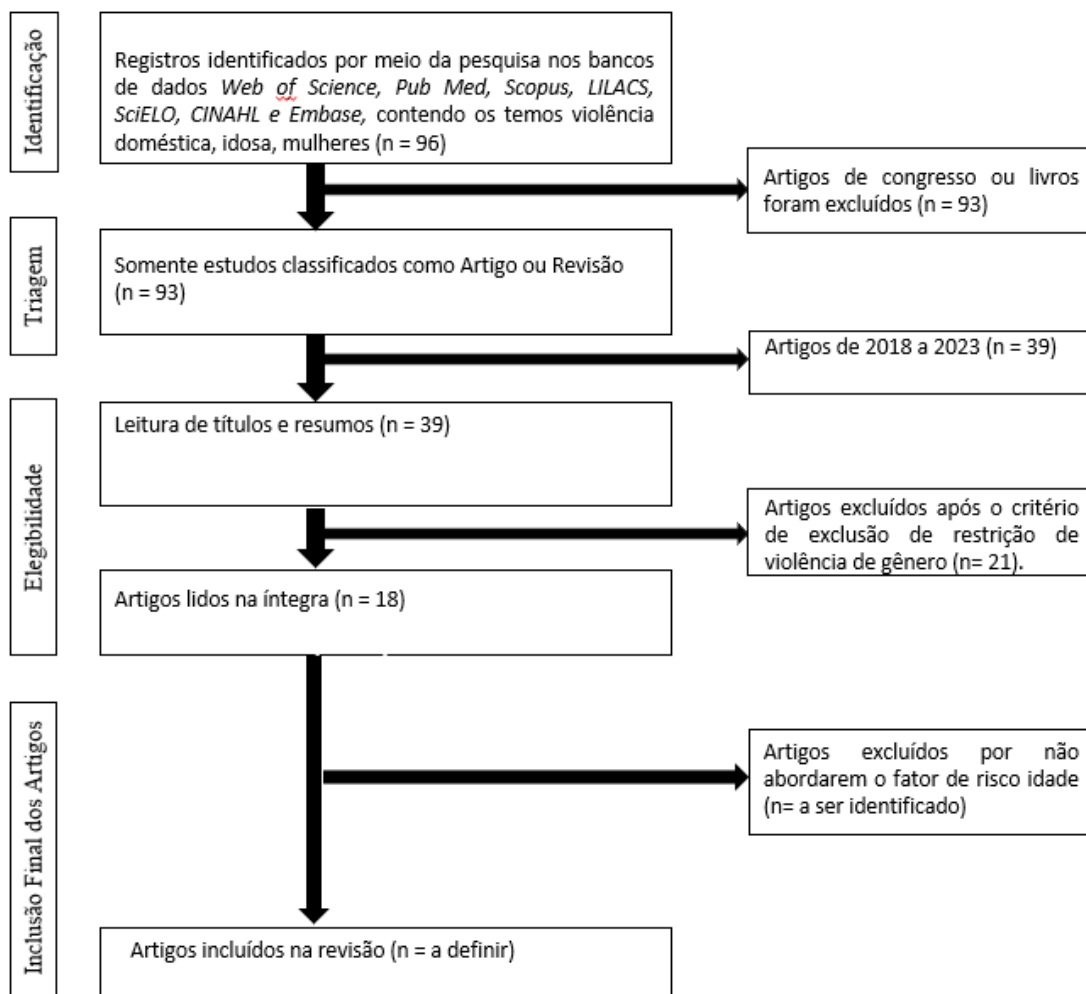 Identificação
Registros identificados por meio da pesquisa nos bancos
de dados Web of Science, Pub Med, Scopus, LILACS,
SciELO, CINAHL e Embase, contendo os temos violência
doméstica, idosa, mulheres (n = 96)
Artigos de congresso ou livros
foram excluídos (n = 93)
Triagem
Somente estudos classificados como Artigo ou Revisão
(n = 93)
Artigos de 2018 a 2023 (n = 39)
Elegibilidade
Leitura de títulos e resumos (n = 39)
Artigos excluídos após o critério
de exclusão de restrição de
violência de gênero (n= 21).
Artigos lidos na íntegra (n = 18)
Inclusão Final dos Artigos
Artigos excluídos por não
abordarem o fator de risco idade
(n= a ser identificado)
Artigos incluídos na revisão (n = a definir)